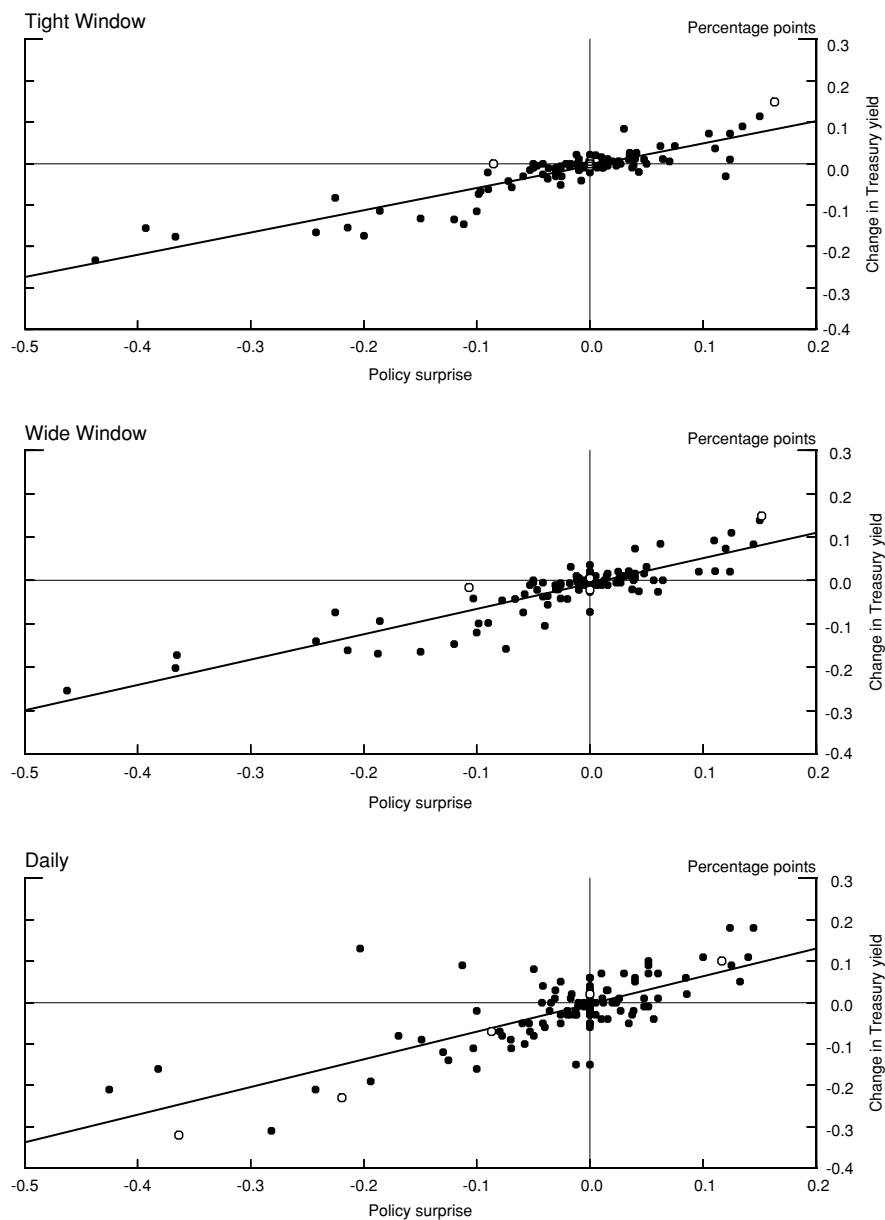 Tight Window
Percentage points
0.3
0.2
0.1
0.0
-0.1
-0.2
-0.3
-0.4
Change in Treasury yield
-0.5 -0.4 -0.3 -0.2 -0.1 0.0 0.1 0.2
Policy surprise
Wide Window
Percentage points
0.3
0.2
0.1
0.0
-0.1
-0.2
-0.3
-0.4
Change in Treasury yield
-0.5 -0.4 -0.3 -0.2 -0.1 0.0 0.1 0.2
Policy surprise
Daily
Percentage points
0.3
0.2
0.1
0.0
-0.1
-0.2
-0.3
-0.4
Change in Treasury yield
-0.5 -0.4 -0.3 -0.2 -0.1 0.0 0.1 0.2
Policy surprise